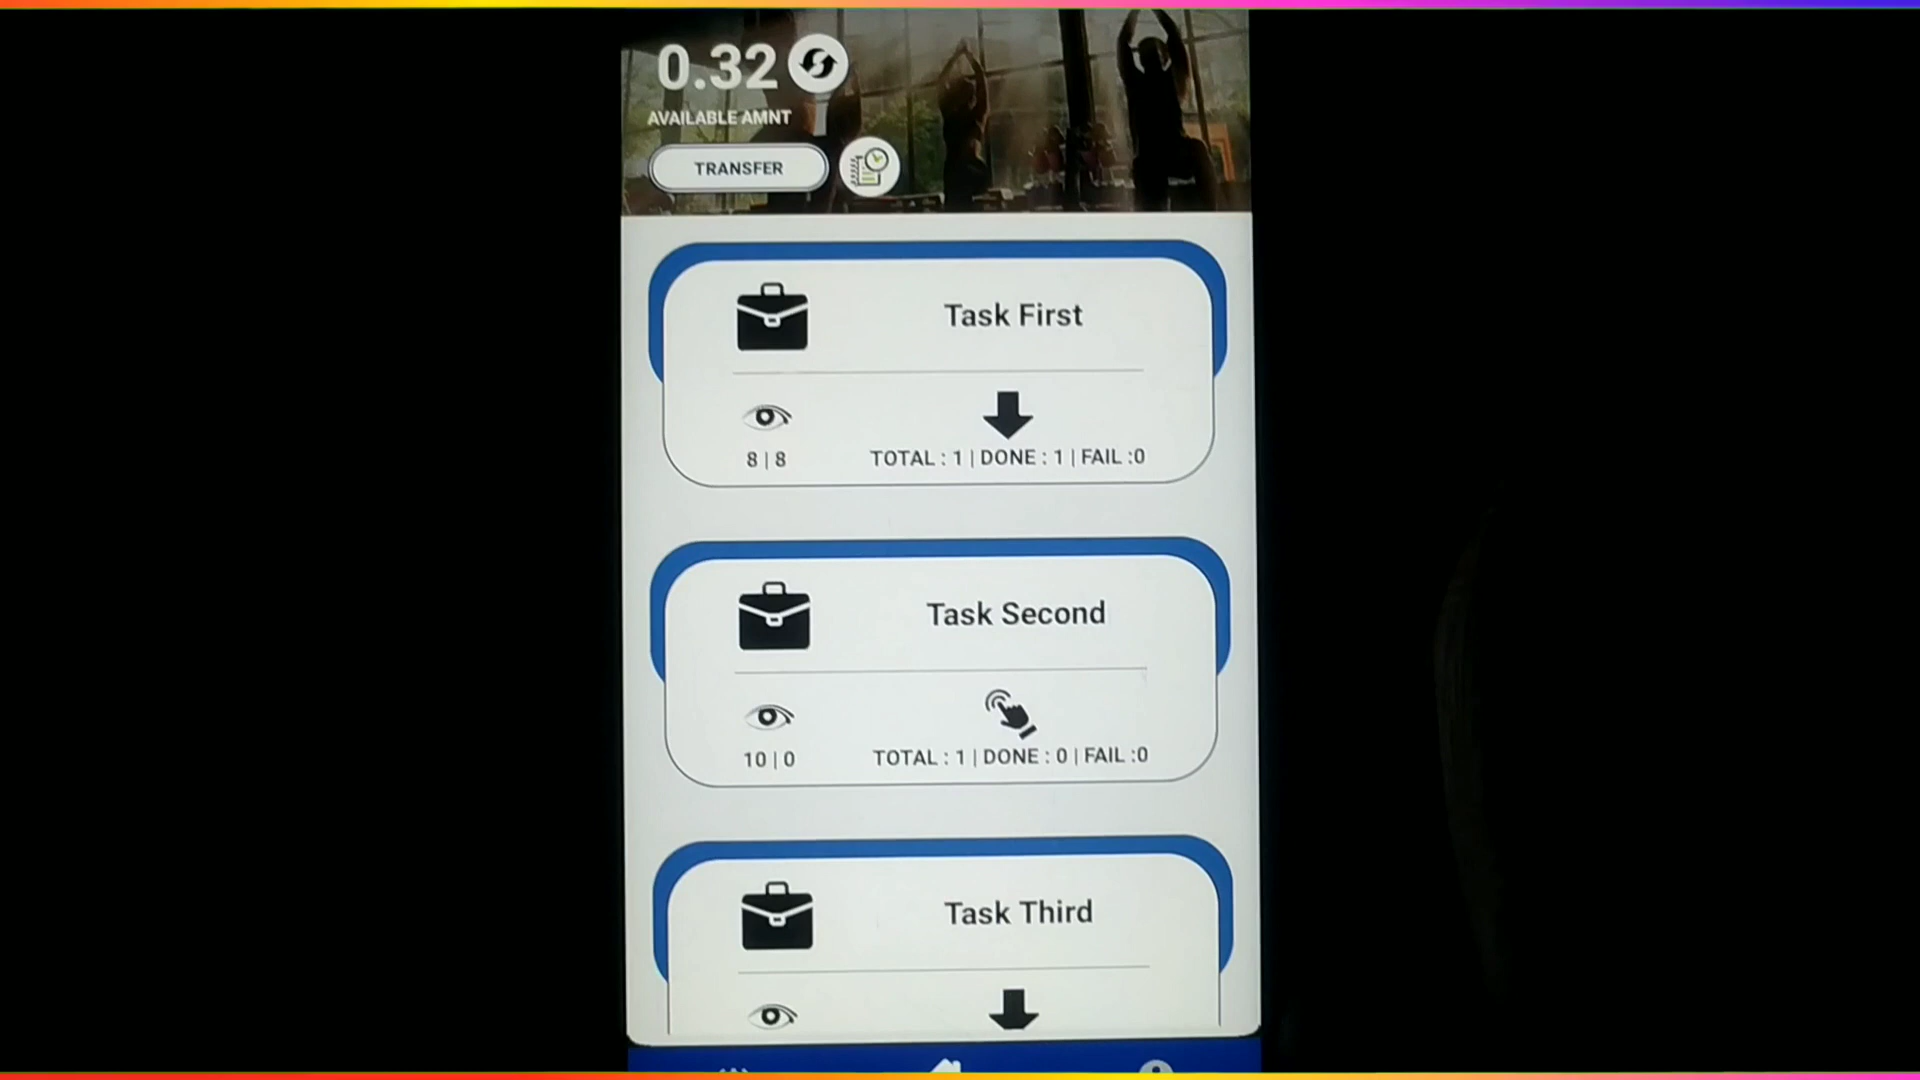 0.32
AVAILABLE AMNT
TRANSFER
Task First
8 | 8
TOTAL : 1 | DONE : 1 | FAIL :0
Task Second
10 | 0
TOTAL : 1 | DONE : 0 | FAIL :0
Task Third